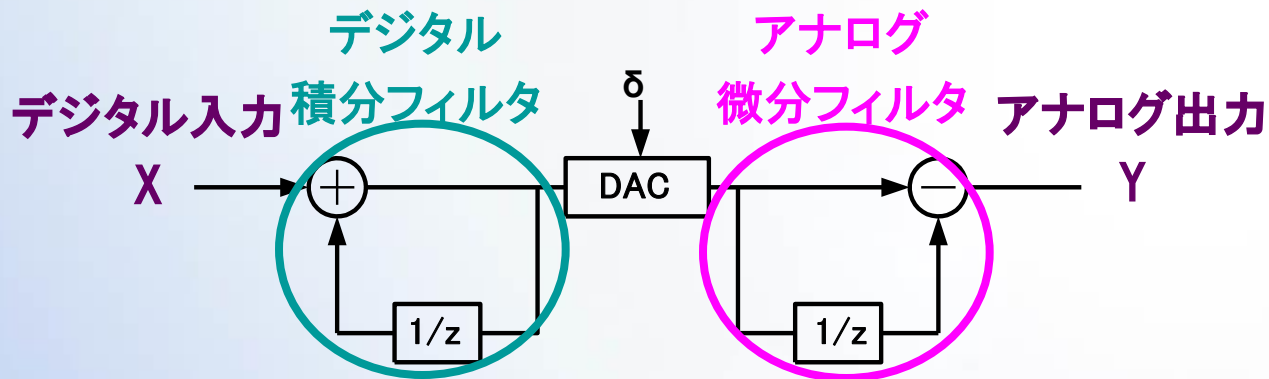 デジタル
積分フィルタ
アナログ
微分フィルタ
デジタル入力
X
δ
DAC
アナログ出力
Y
+
−
1/z
1/z